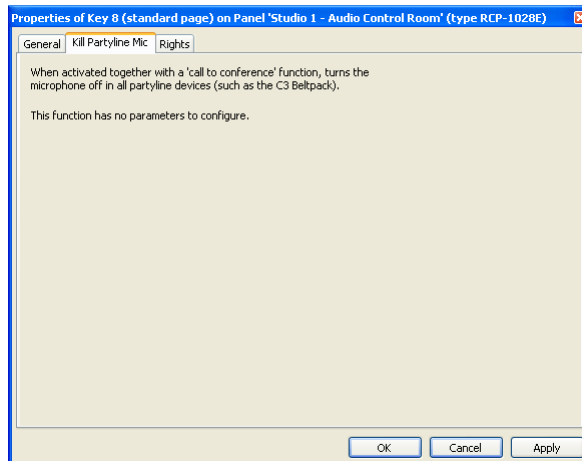 Properties of Key 8 (standard page) on Panel 'Studio 1 - Audio Control Room' (type RCP-1028E)
General Kill Partyline Mic Rights
When activated together with a 'call to conference' function, turns the
microphone off in all partyline devices (such as the C3 Beltpack).
This function has no parameters to configure.
OK Cancel Apply